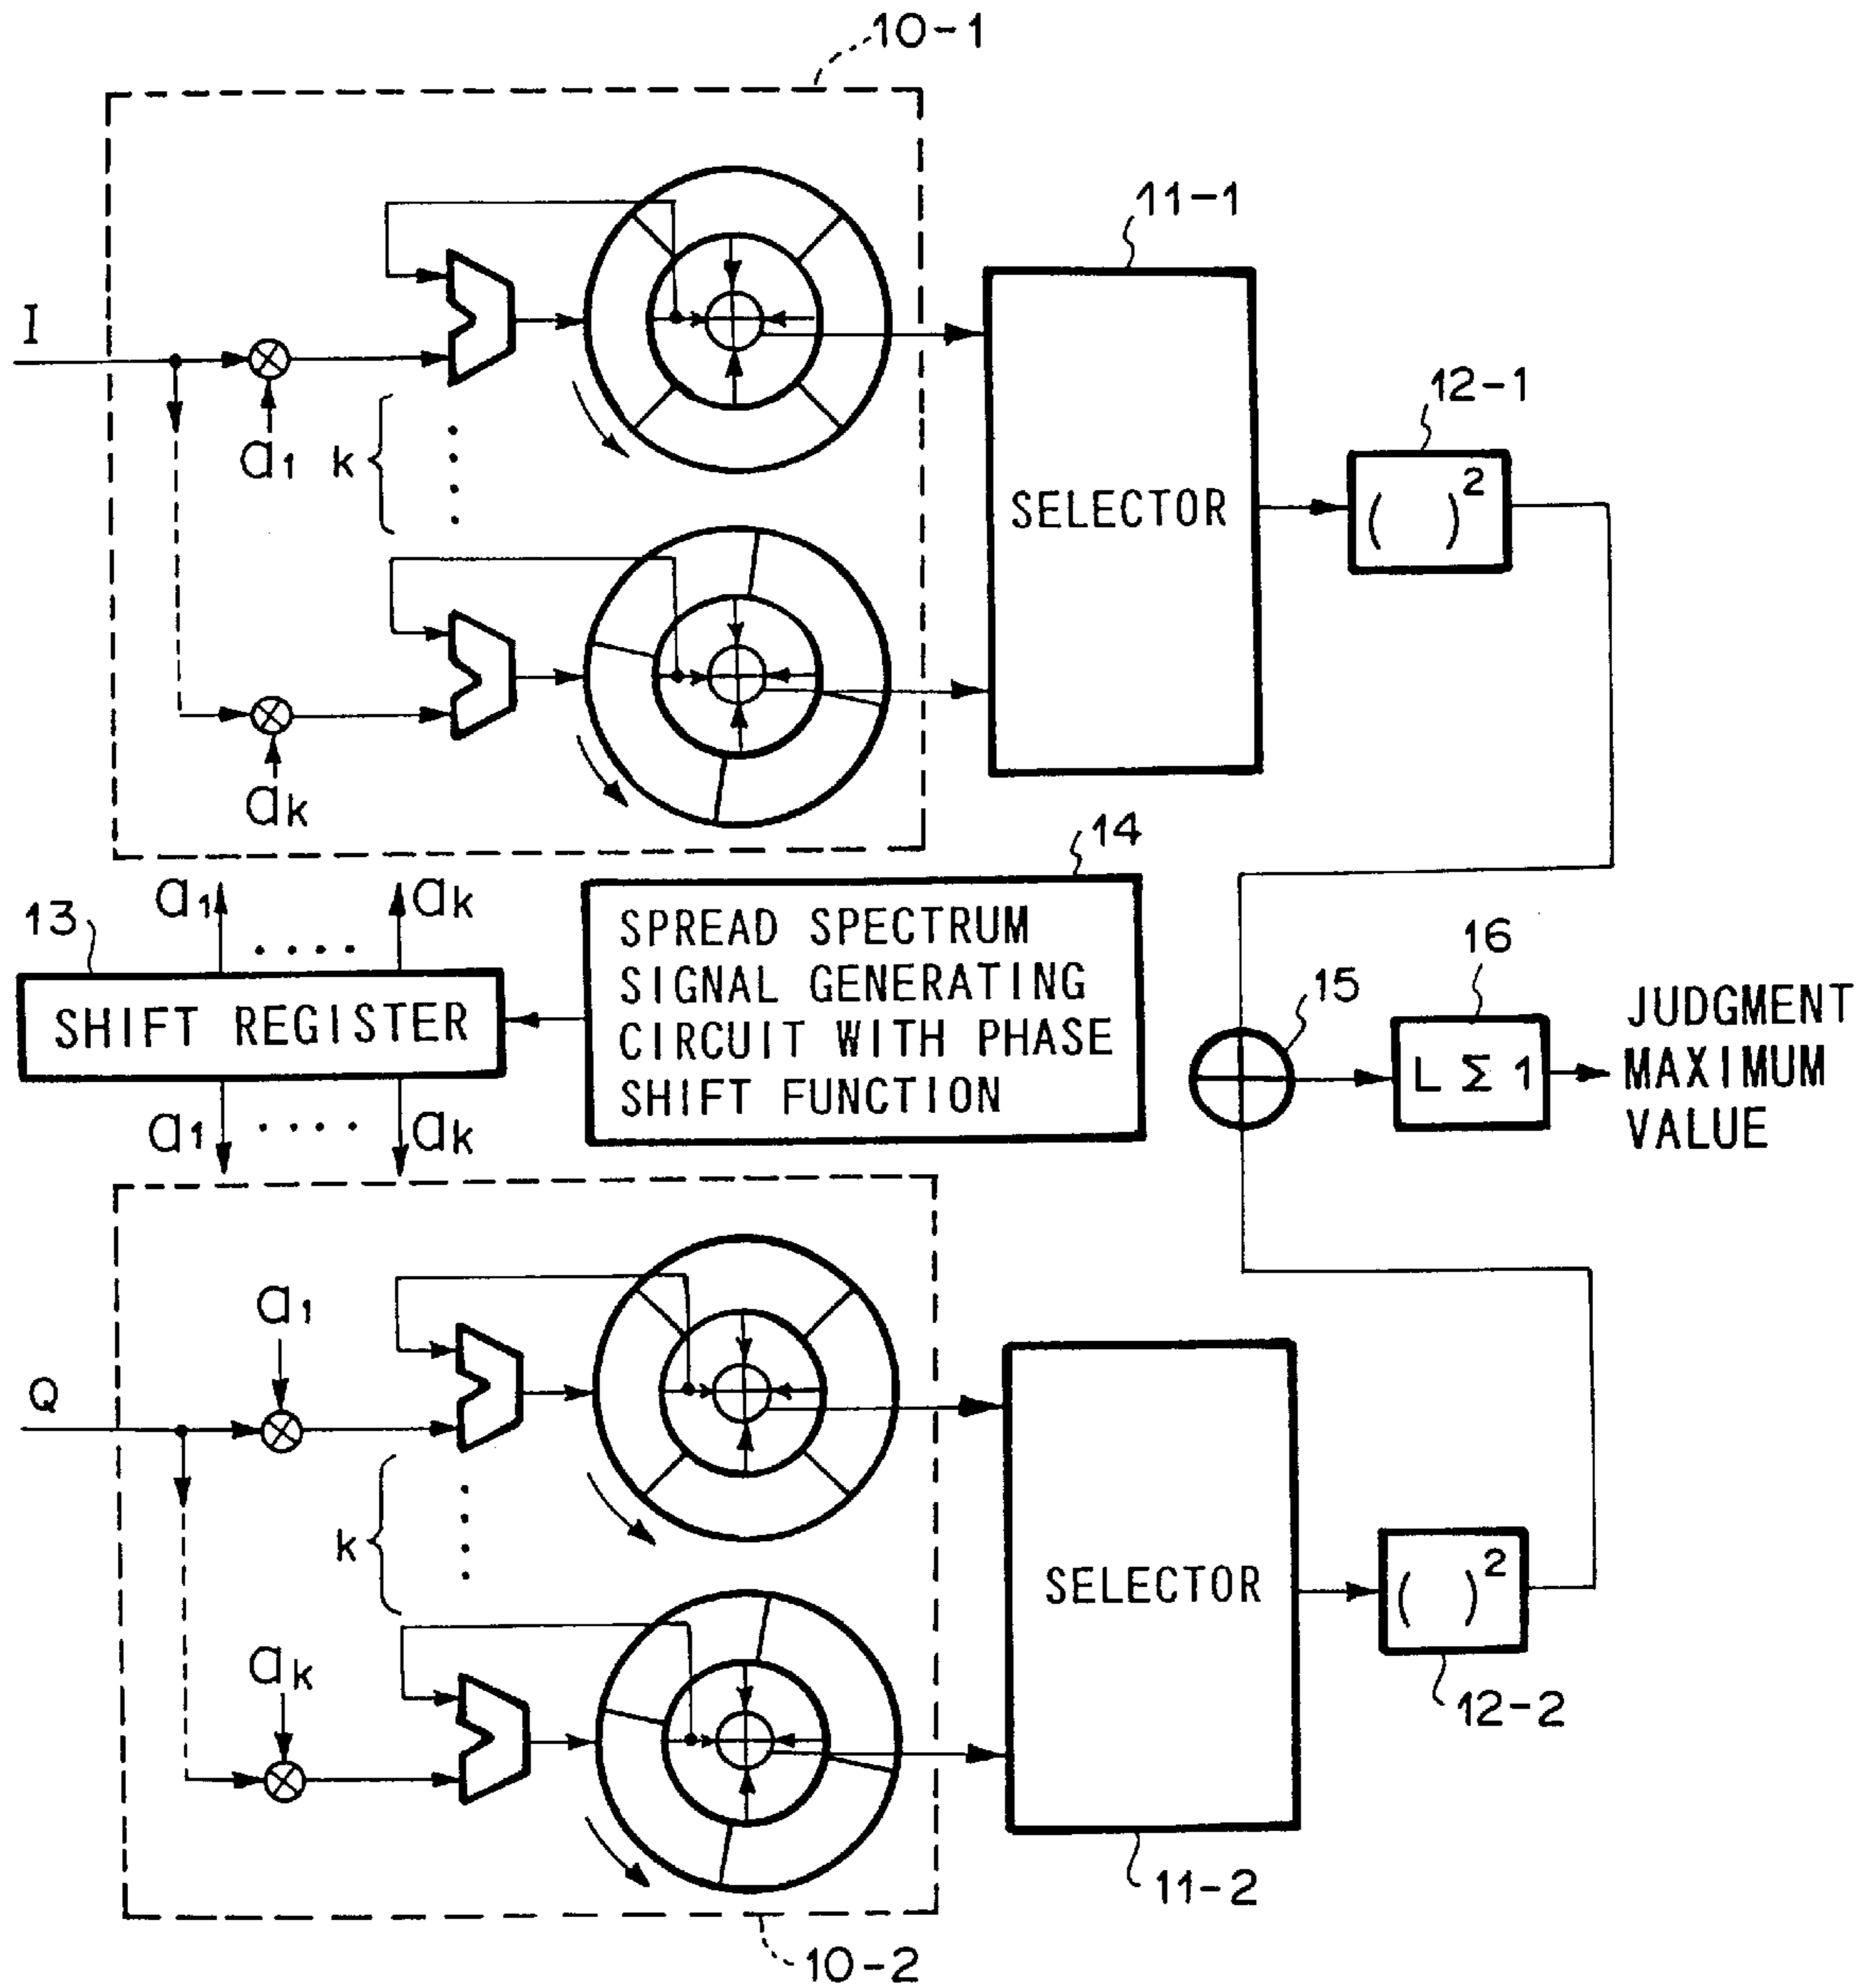 10-1
11-1
I
12-1
a1
k
SELECTOR
( )²
ak
14
a1
ak
13
SPREAD SPECTRUM
SIGNAL GENERATING
CIRCUIT WITH PHASE
SHIFT FUNCTION
SHIFT REGISTER
16
15
JUDGMENT
MAXIMUM
VALUE
L Σ 1
a1
ak
a1
Q
k
SELECTOR
( )²
ak
12-2
11-2
10-2